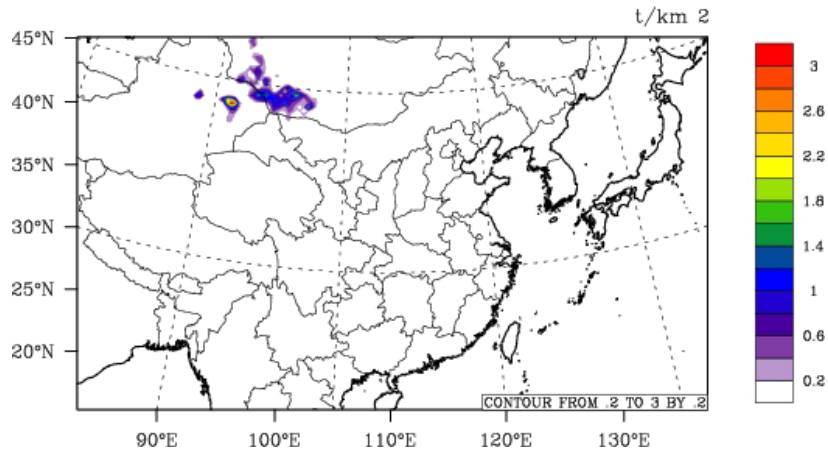 t/km 2
45°N
40°N
35°N
30°N
25°N
20°N
90°E
100°E
110°E
120°E
130°E
CONTOUR FROM .2 TO 3 BY .2
3
2.6
2.2
1.8
1.4
1
0.6
0.2